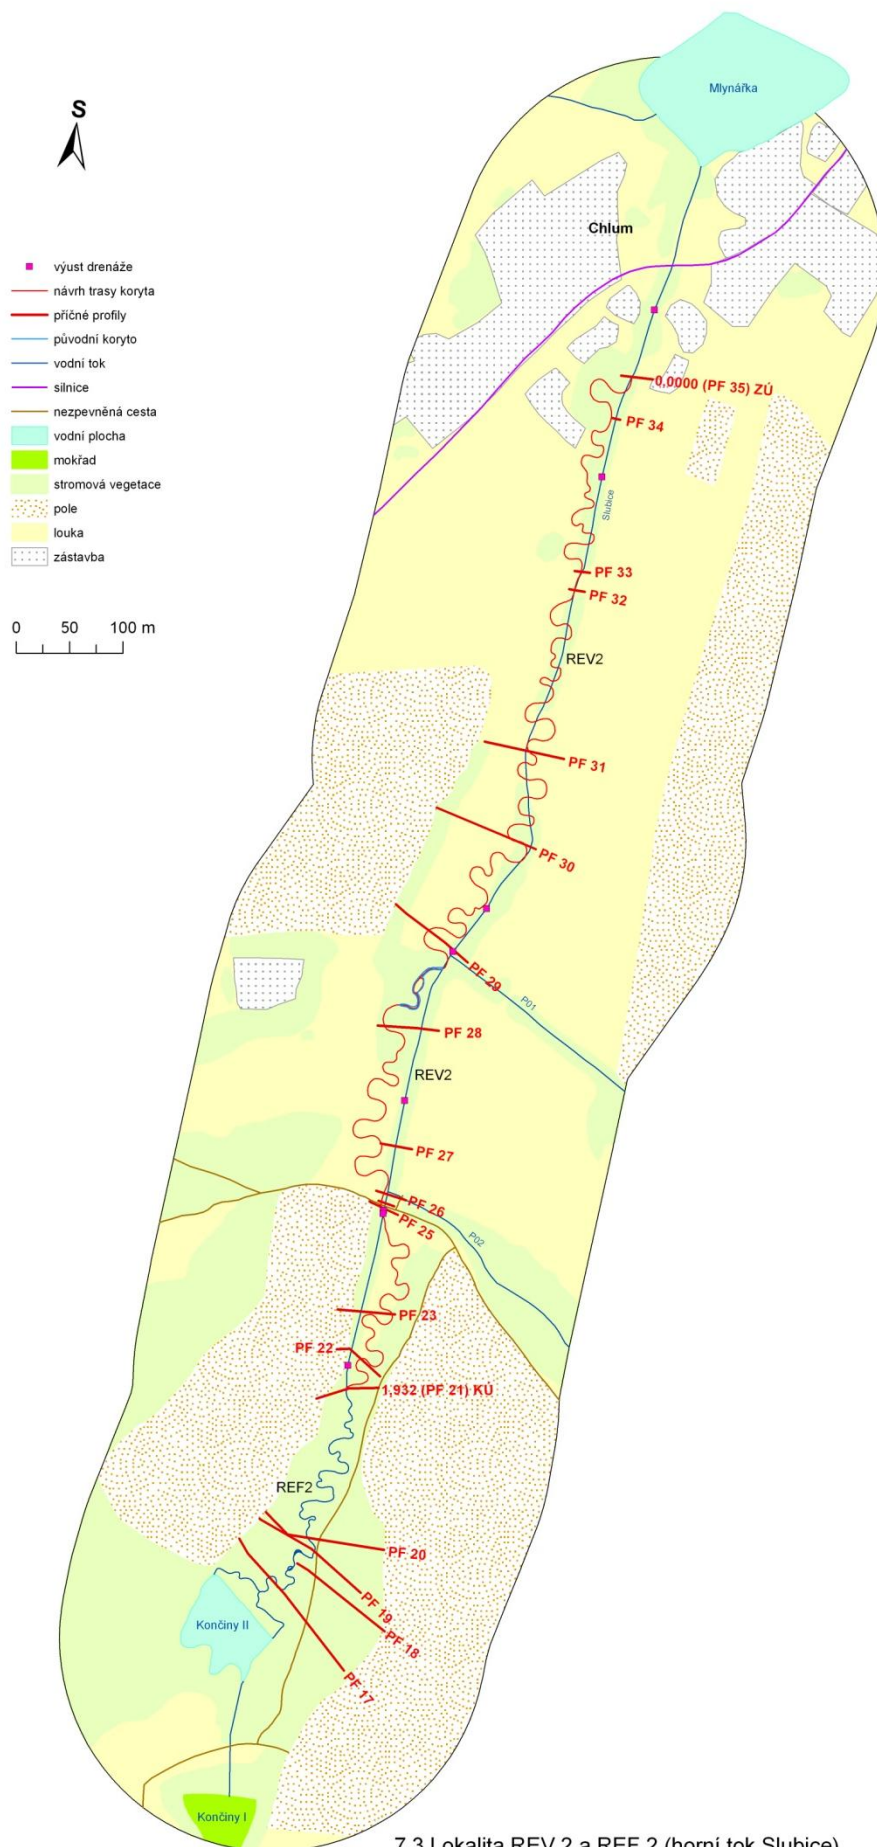 Mlynářka
S
Chlum
výust drenáže
návrh trasy koryta
příčné profily
původní koryto
vodní tok
silnice
nezpevněná cesta
vodní plocha
mokřad
stromová vegetace
pole
louka
zástavba
0 50 100 m
0,0000 (PF 35) ZÚ
PF 34
Slubice
PF 33
PF 32
REV2
PF 31
PF 30
PF 29
P01
PF 28
REV2
PF 27
PF 26
PF 25
P02
PF 23
PF 22
1,932 (PF 21) KÚ
REF2
PF 20
PF 19
PF 18
PF 17
Končiny II
Končiny I
7.3 Lokalita REV 2 a REF 2 (horní tok Slubice)